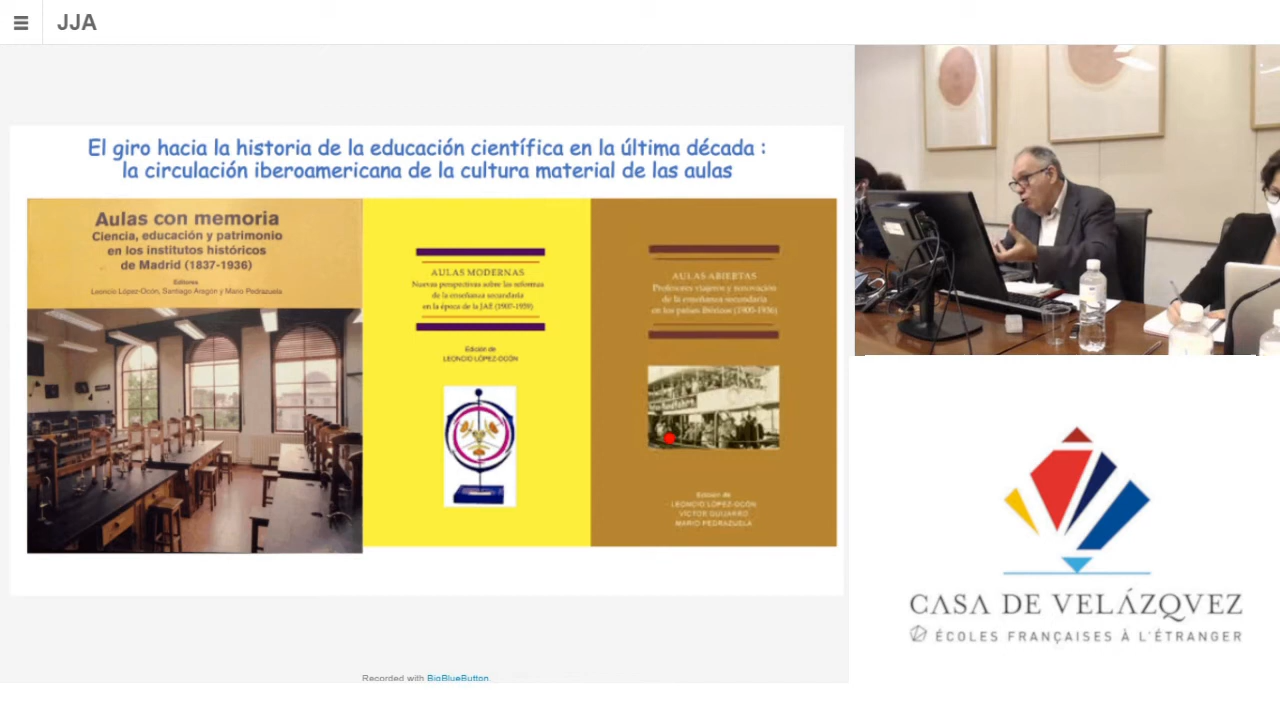 JJA
El giro hacia la historia de la educación científica en la última década :
la circulación iberoamericana de la cultura material de las aulas
Aulas con memoria
Ciencia, educación y patrimonio
en los institutos históricos
de Madrid (1837-1936)
Editores
Leoncio López-Ocón, Santiago Aragón y Mario Pedrazuela
AULAS MODERNAS
Nuevas perspectivas sobre las reformas
de la enseñanza secundaria
en la época de la JAE (1907-1939)
Edición de
LEONCIO LÓPEZ-OCÓN
AULAS ABIERTAS
Profesores viajeros y renovación
de la enseñanza secundaria
en los países ibéricos (1900-1936)
Edición de
LEONCIO LÓPEZ-OCÓN
VÍCTOR GUIJARRO
MARIO PEDRAZUELA
CASA DE VELÁZQVEZ
ÉCOLES FRANÇAISES À L'ÉTRANGER
Recorded with BigBlueButton.